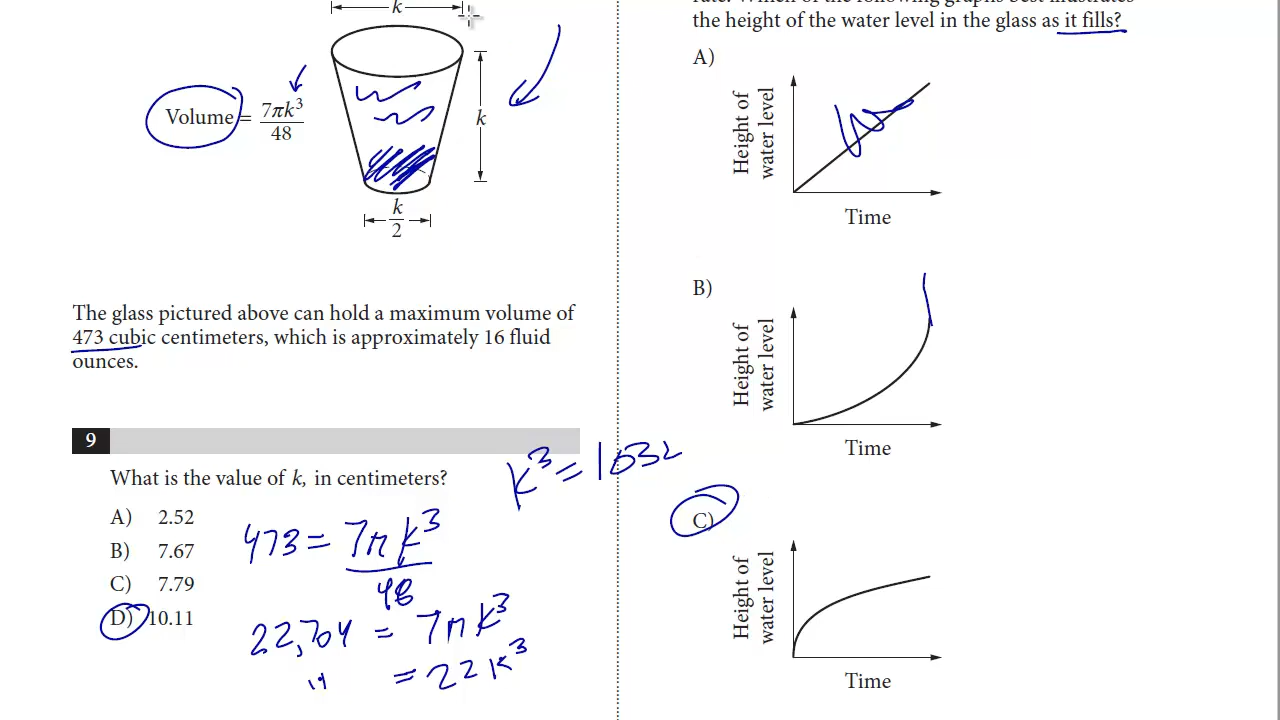 k
Volume = 7πk³/48
k
k/2
The glass pictured above can hold a maximum volume of
473 cubic centimeters, which is approximately 16 fluid
ounces.
9
What is the value of k, in centimeters?
A) 2.52
B) 7.67
C) 7.79
D) 10.11
473 = 7πk³/48
22,704 = 7πk³
" = 22k³
k³ = 1032
the height of the water level in the glass as it fills?
A)
Height of
water level
Time
B)
Height of
water level
Time
C)
Height of
water level
Time